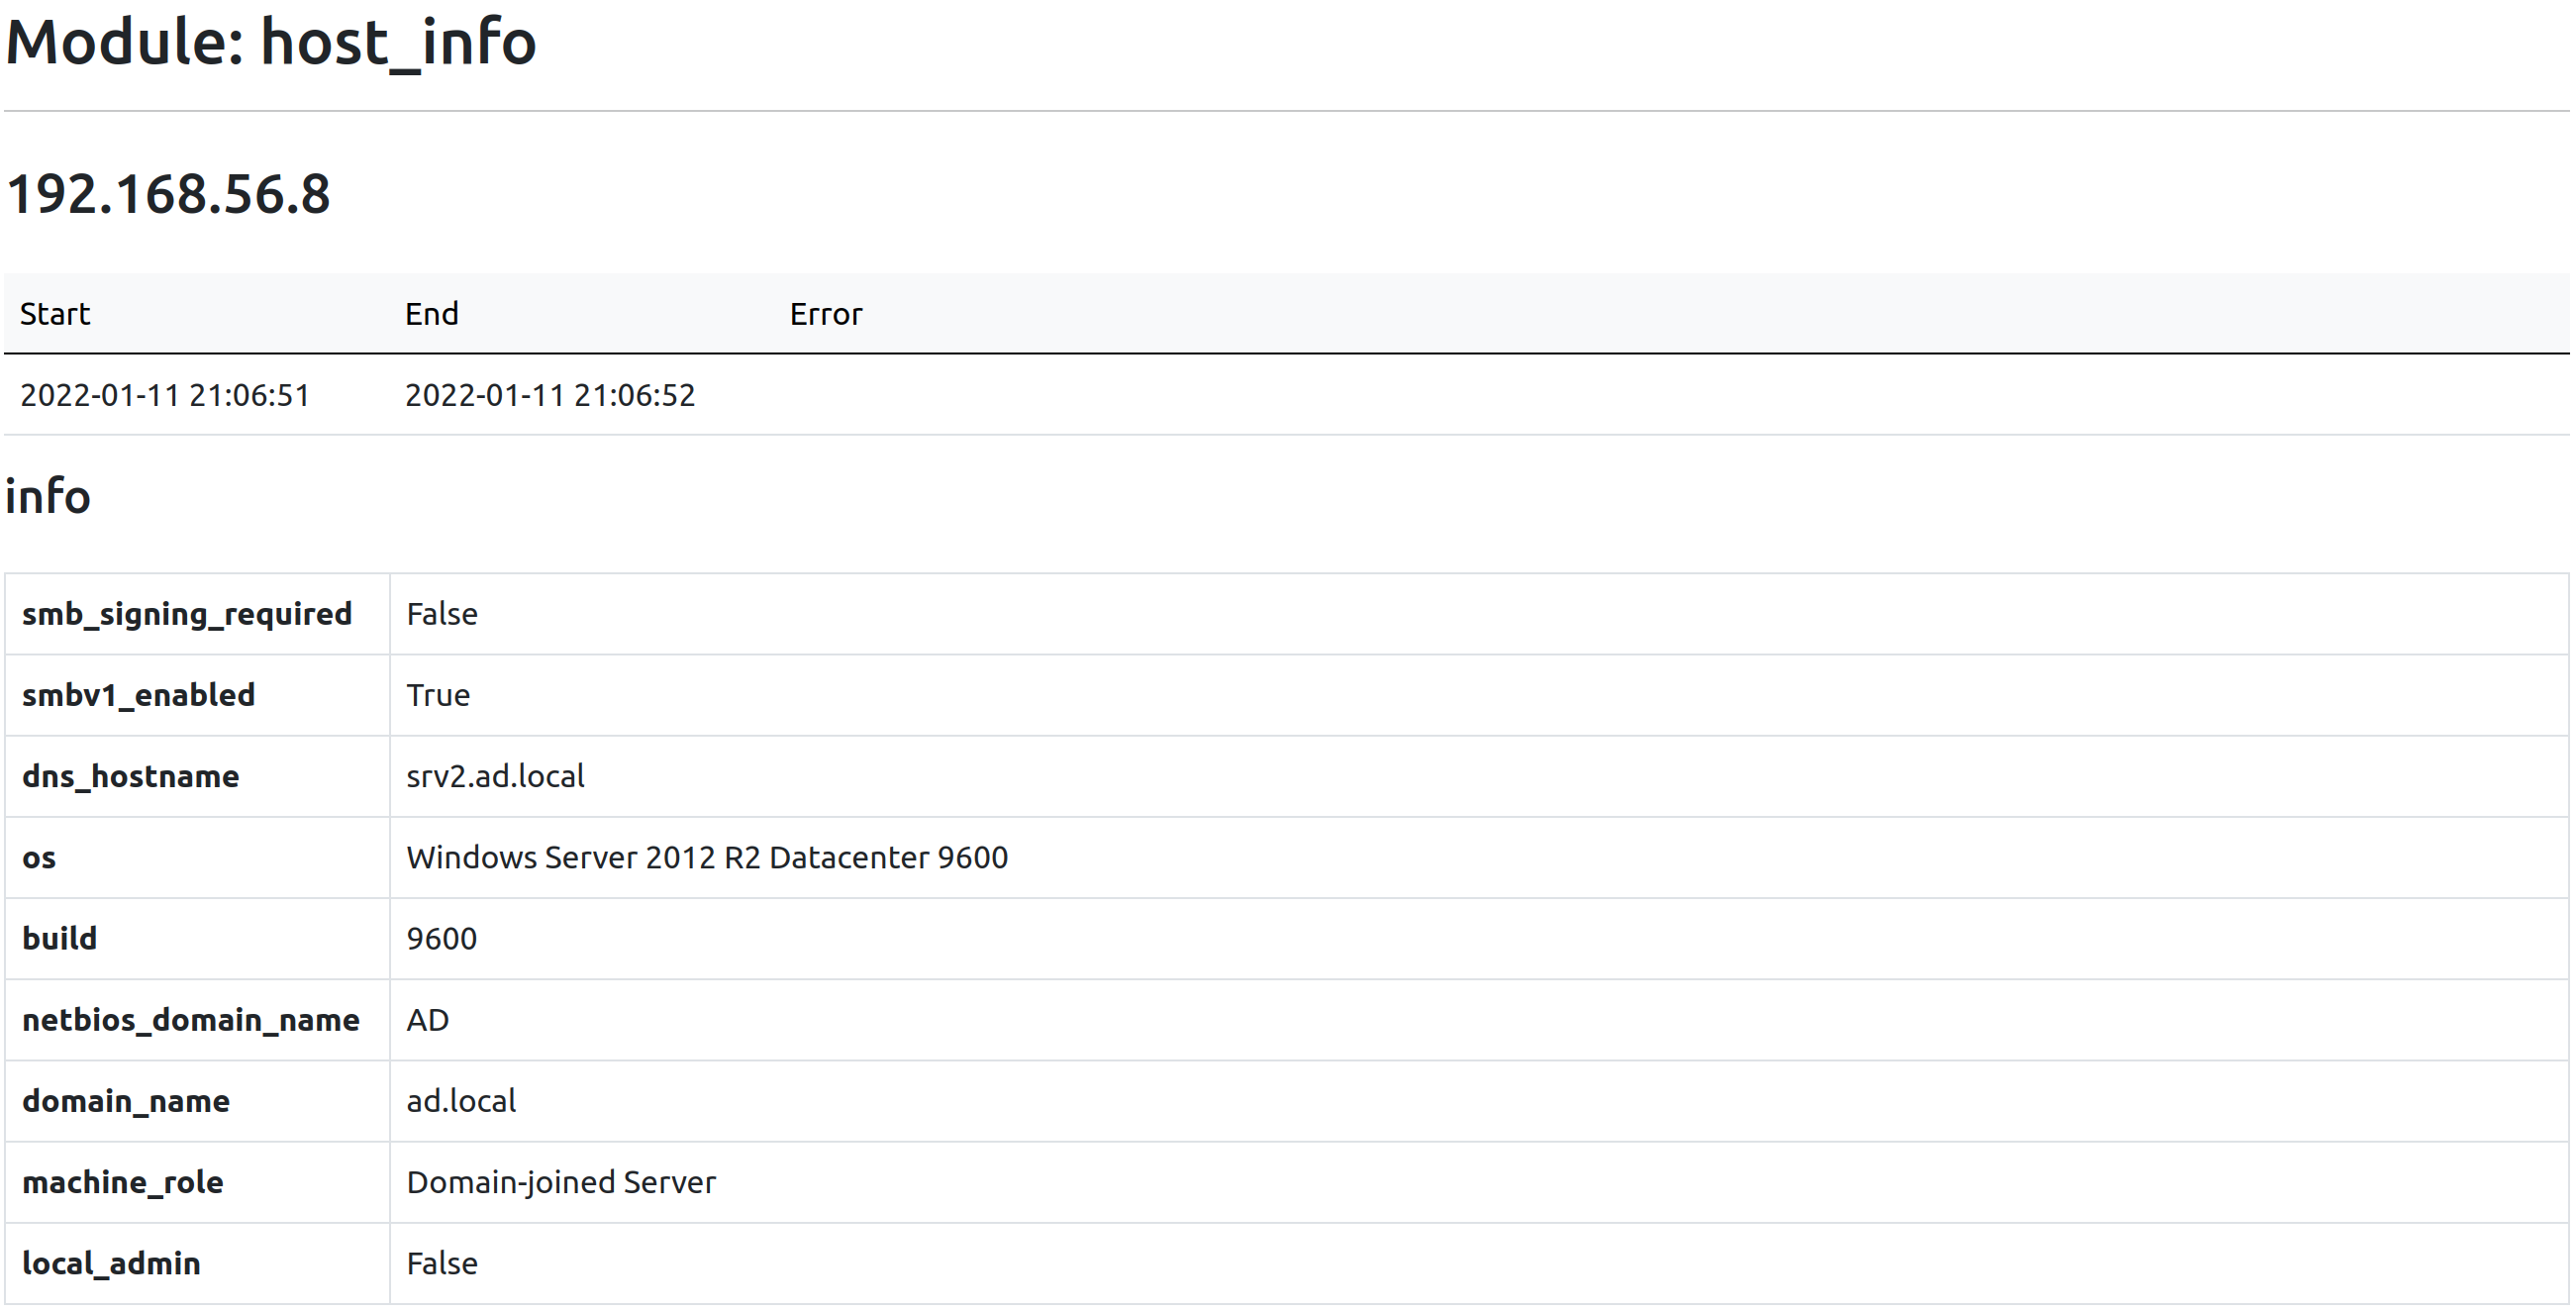 Module: host_info
192.168.56.8
Start End Error
2022-01-11 21:06:51 2022-01-11 21:06:52
info
smb_signing_required False
smbv1_enabled True
dns_hostname srv2.ad.local
os Windows Server 2012 R2 Datacenter 9600
build 9600
netbios_domain_name AD
domain_name ad.local
machine_role Domain-joined Server
local_admin False